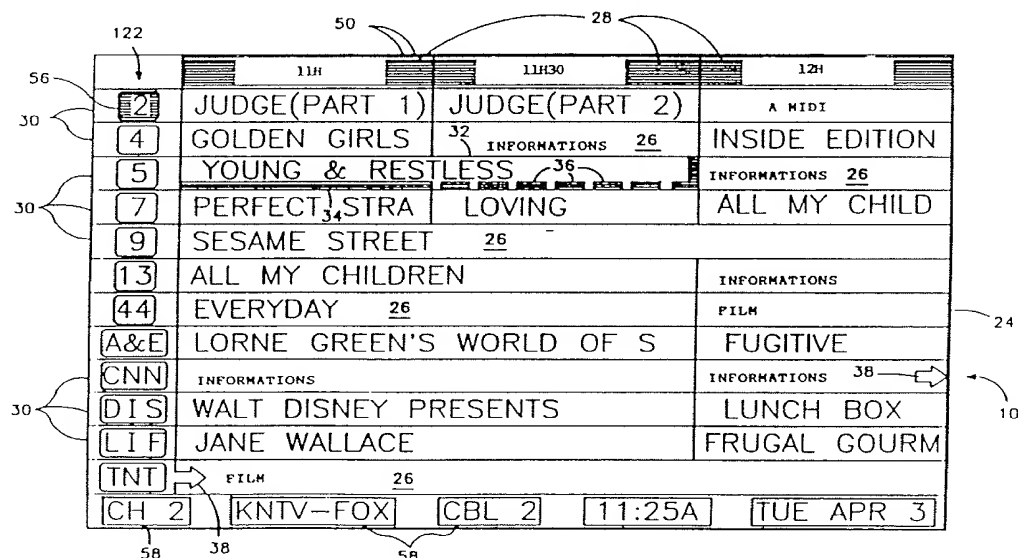 50 28
122 11H 11H30 12H
56
30 2 JUDGE(PART 1) JUDGE(PART 2) A MIDI
4 GOLDEN GIRLS 32 INFORMATIONS 26 INSIDE EDITION
5 YOUNG & RESTLESS 36 INFORMATIONS 26
30 7 PERFECT STRA 34 LOVING ALL MY CHILD
9 SESAME STREET 26
13 ALL MY CHILDREN INFORMATIONS
44 EVERYDAY 26 FILM 24
A&E LORNE GREEN'S WORLD OF S FUGITIVE
CNN INFORMATIONS INFORMATIONS 38
30 DIS WALT DISNEY PRESENTS LUNCH BOX 10
LIF JANE WALLACE FRUGAL GOURM
TNT FILM 26
CH 2 KNTV-FOX CBL 2 11:25A TUE APR 3
58 38 58